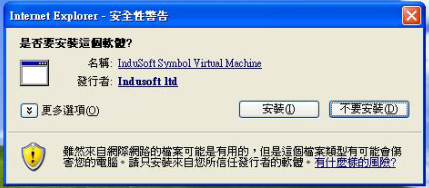 Internet Explorer - 安全性警告
是否要安裝這個軟體?
名稱: InduSoft Symbol Virtual Machine
發行者: Indusoft ltd
更多選項(O)
安裝(I)
不要安裝(D)
雖然來自網際網路的檔案可能是有用的，但是這個檔案類型有可能會傷
害您的電腦。請只安裝來自您所信任發行者的軟體。有什麼樣的風險?